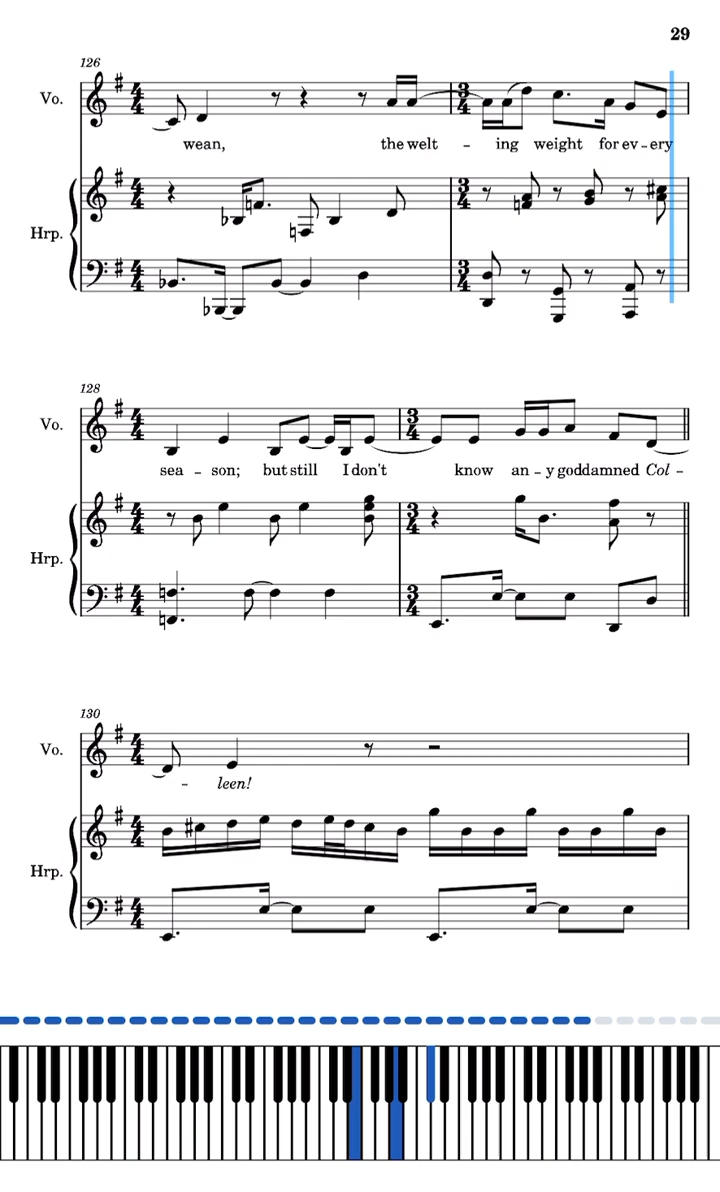 29
126
Vo.
wean, the welt - ing weight for ev - ery
Hrp.
128
Vo.
sea - son; but still I don't know an - y goddamned Col -
Hrp.
130
Vo.
- leen!
Hrp.